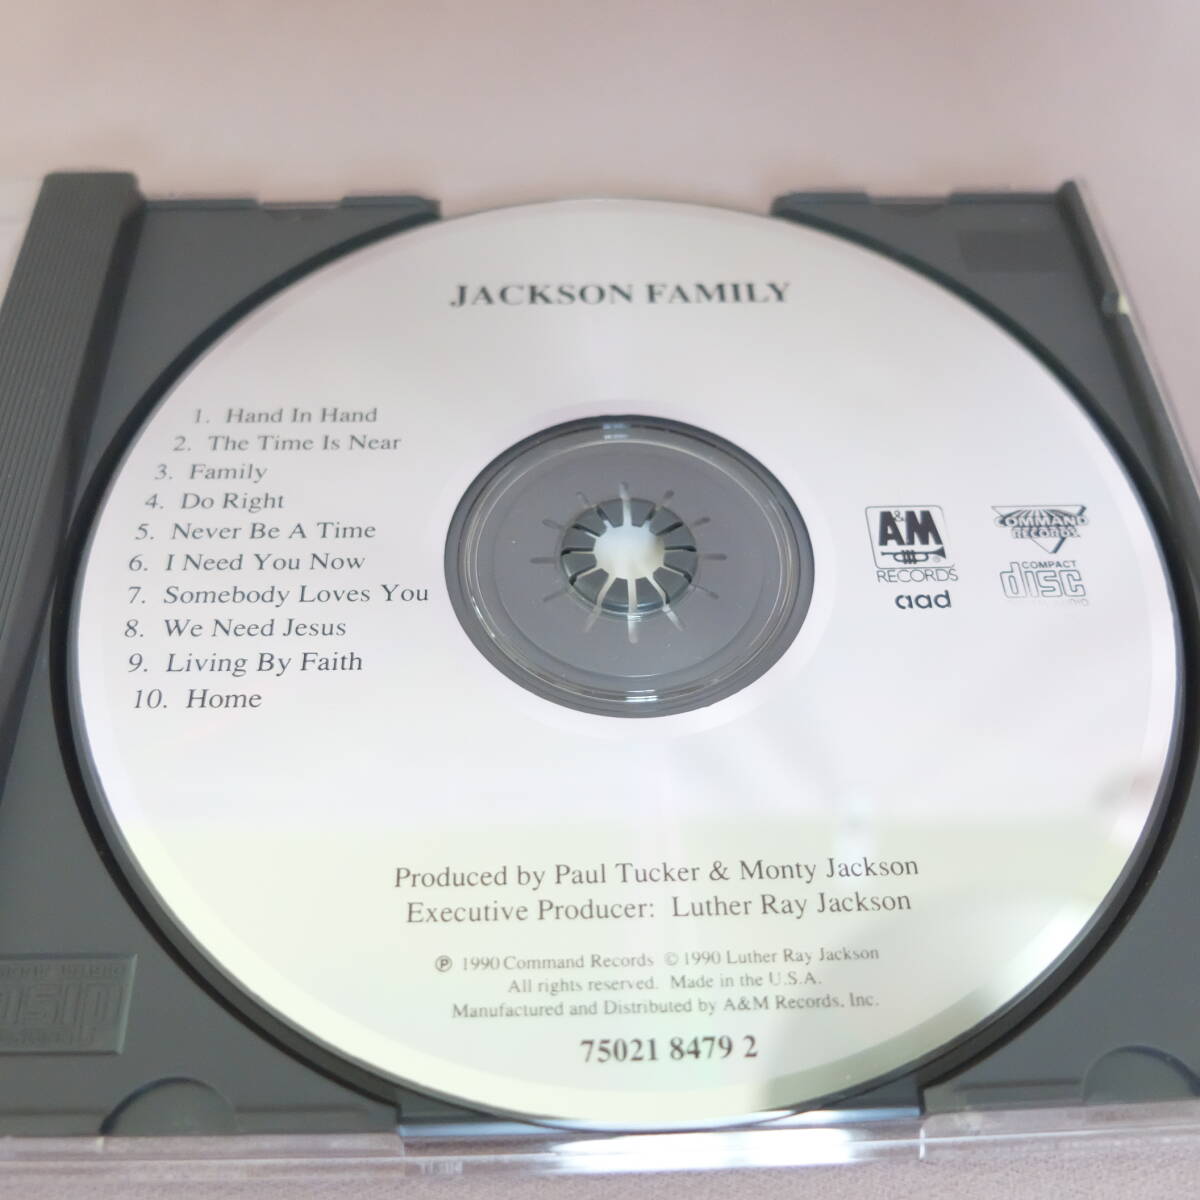 JACKSON FAMILY
1. Hand In Hand
2. The Time Is Near
3. Family
4. Do Right
5. Never Be A Time
6. I Need You Now
7. Somebody Loves You
8. We Need Jesus
9. Living By Faith
10. Home
A&M
RECORDS
aad
COMMAND
RECORDS
COMPACT
disc
Produced by Paul Tucker & Monty Jackson
Executive Producer: Luther Ray Jackson
℗ 1990 Command Records © 1990 Luther Ray Jackson
All rights reserved. Made in the U.S.A.
Manufactured and Distributed by A&M Records, Inc.
75021 8479 2